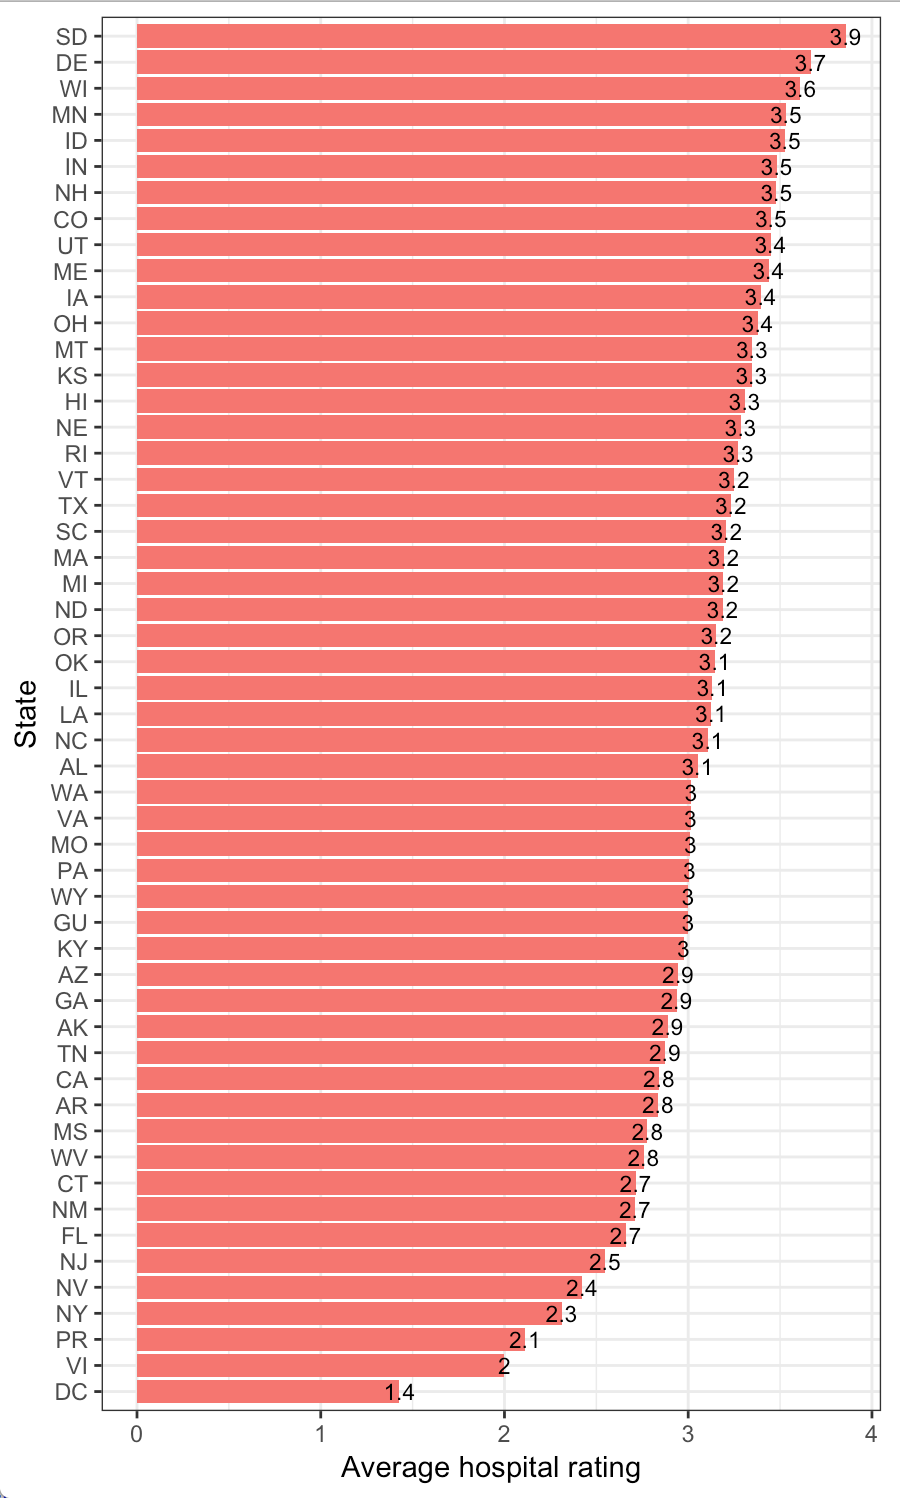 SD 3.9
DE 3.7
WI 3.6
MN 3.5
ID 3.5
IN 3.5
NH 3.5
CO 3.5
UT 3.4
ME 3.4
IA 3.4
OH 3.4
MT 3.3
KS 3.3
HI 3.3
NE 3.3
RI 3.3
VT 3.2
TX 3.2
SC 3.2
MA 3.2
MI 3.2
ND 3.2
OR 3.2
OK 3.1
IL 3.1
LA 3.1
NC 3.1
AL 3.1
WA 3
VA 3
MO 3
PA 3
WY 3
GU 3
KY 3
AZ 2.9
GA 2.9
AK 2.9
TN 2.9
CA 2.8
AR 2.8
MS 2.8
WV 2.8
CT 2.7
NM 2.7
FL 2.7
NJ 2.5
NV 2.4
NY 2.3
PR 2.1
VI 2
DC 1.4
State
0 1 2 3 4
Average hospital rating